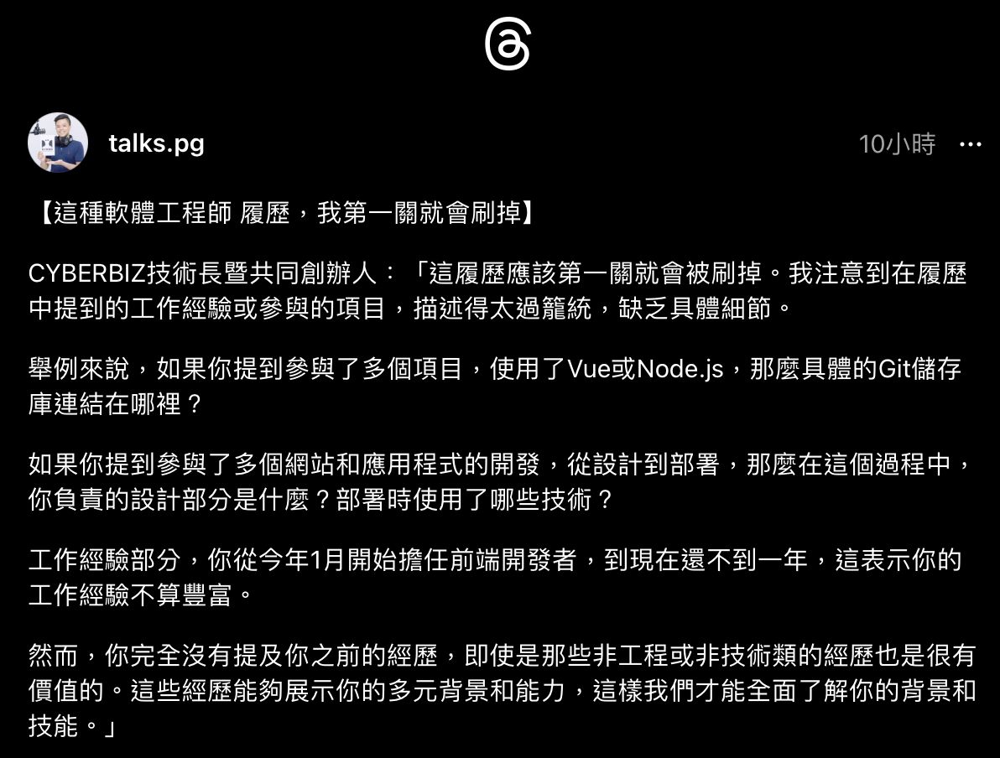 talks.pg
10小時
【這種軟體工程師 履歷，我第一關就會刷掉】
CYBERBIZ技術長暨共同創辦人：「這履歷應該第一關就會被刷掉。我注意到在履歷
中提到的工作經驗或參與的項目，描述得太過籠統，缺乏具體細節。
舉例來說，如果你提到參與了多個項目，使用了Vue或Node.js，那麼具體的Git儲存
庫連結在哪裡？
如果你提到參與了多個網站和應用程式的開發，從設計到部署，那麼在這個過程中，
你負責的設計部分是什麼？部署時使用了哪些技術？
工作經驗部分，你從今年1月開始擔任前端開發者，到現在還不到一年，這表示你的
工作經驗不算豐富。
然而，你完全沒有提及你之前的經歷，即使是那些非工程或非技術類的經歷也是很有
價值的。這些經歷能夠展示你的多元背景和能力，這樣我們才能全面了解你的背景和
技能。」